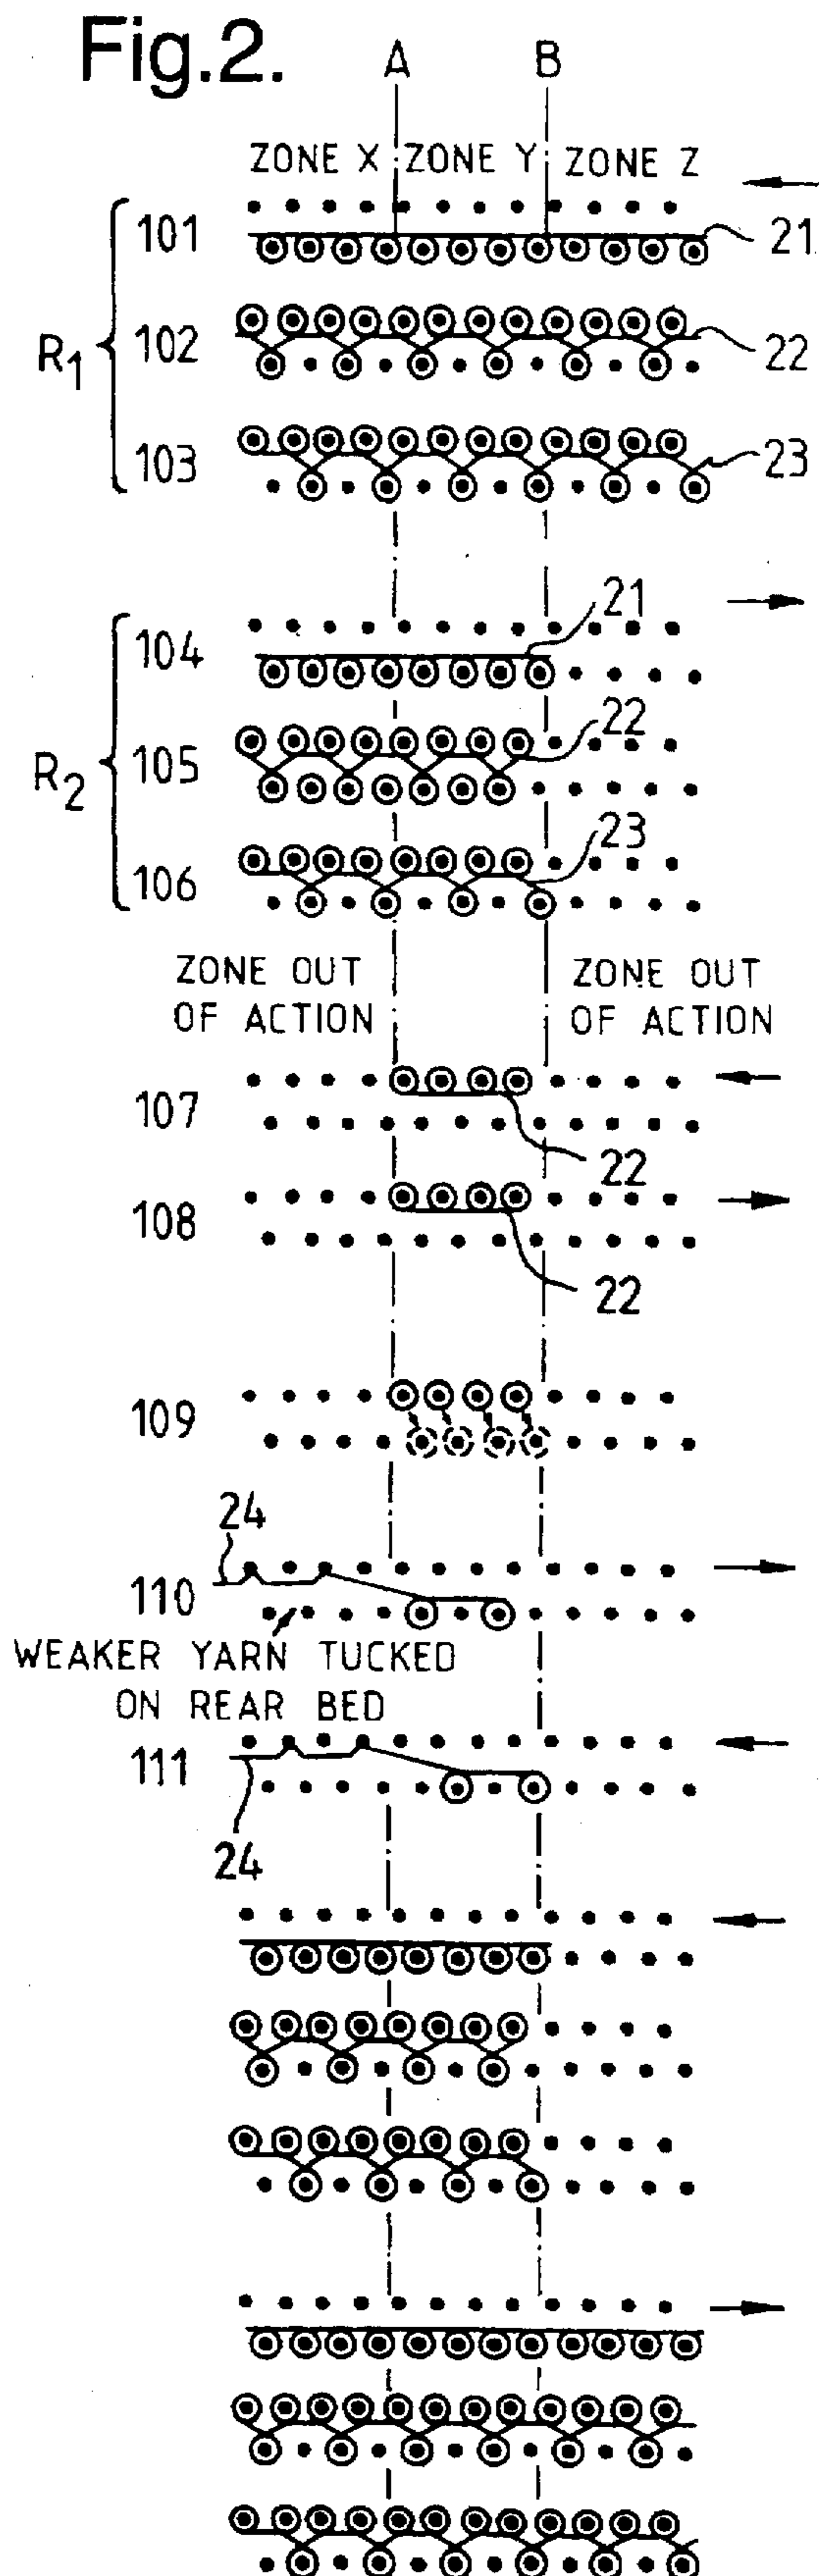 Fig.2.
A B
ZONE X ZONE Y ZONE Z
101 21
R1 102 22
103 23
104 21
R2 105 22
106 23
ZONE OUT OF ACTION
ZONE OUT OF ACTION
107
22
108
22
109
24
110
WEAKER YARN TUCKED
ON REAR BED
111
24